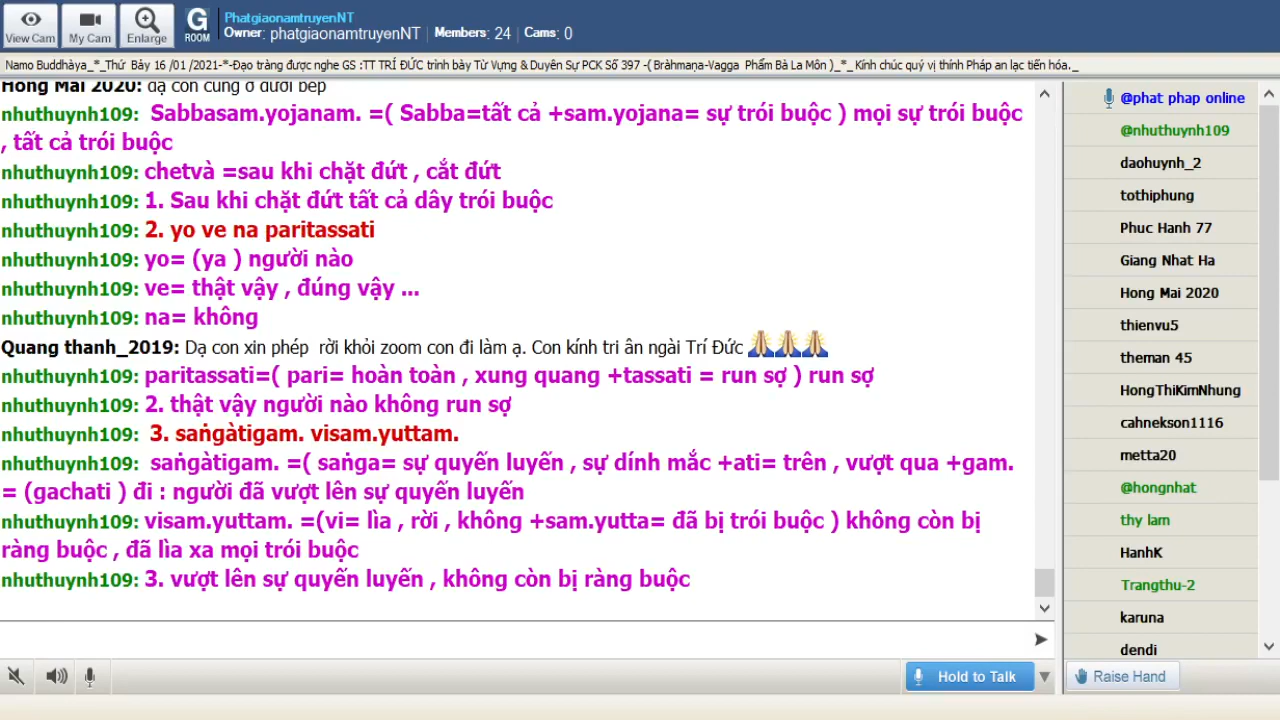 View Cam
My Cam
Enlarge
G
ROOM
PhatgiaonamtruyenNT
Owner: phatgiaonamtruyenNT | Members: 24 | Cams: 0
Namo Buddhàya_*_Thứ Bảy 16 /01 /2021-*-Đạo tràng được nghe GS :TT TRÍ ĐỨC trình bày Từ Vựng & Duyên Sự PCK Số 397 -( Bràhmaṇa-Vagga Phẩm Bà La Môn )_*_ Kính chúc quý vị thính Pháp an lạc tiến hóa._
Hong Mai 2020: dạ con cung ở dưới bếp
nhuthuynh109: Sabbasam.yojanam. =( Sabba=tất cả +sam.yojana= sự trói buộc ) mọi sự trói buộc
, tất cả trói buộc
nhuthuynh109: chetvà =sau khi chặt đứt , cắt đứt
nhuthuynh109: 1. Sau khi chặt đứt tất cả dây trói buộc
nhuthuynh109: 2. yo ve na paritassati
nhuthuynh109: yo= (ya ) người nào
nhuthuynh109: ve= thật vậy , đúng vậy ...
nhuthuynh109: na= không
Quang thanh_2019: Dạ con xin phép rời khỏi zoom con đi làm ạ. Con kính tri ân ngài Trí Đức 🙏🙏🙏
nhuthuynh109: paritassati=( pari= hoàn toàn , xung quang +tassati = run sợ ) run sợ
nhuthuynh109: 2. thật vậy người nào không run sợ
nhuthuynh109: 3. saṅgàtigam. visam.yuttam.
nhuthuynh109: saṅgàtigam. =( saṅga= sự quyến luyến , sự dính mắc +ati= trên , vượt qua +gam.
= (gachati ) đi : người đã vượt lên sự quyến luyến
nhuthuynh109: visam.yuttam. =(vi= lìa , rời , không +sam.yutta= đã bị trói buộc ) không còn bị
ràng buộc , đã lìa xa mọi trói buộc
nhuthuynh109: 3. vượt lên sự quyến luyến , không còn bị ràng buộc
Hold to Talk
@phat phap online
@nhuthuynh109
daohuynh_2
tothiphung
Phuc Hanh 77
Giang Nhat Ha
Hong Mai 2020
thienvu5
theman 45
HongThiKimNhung
cahnekson1116
metta20
@hongnhat
thy lam
HanhK
Trangthu-2
karuna
dendi
Raise Hand